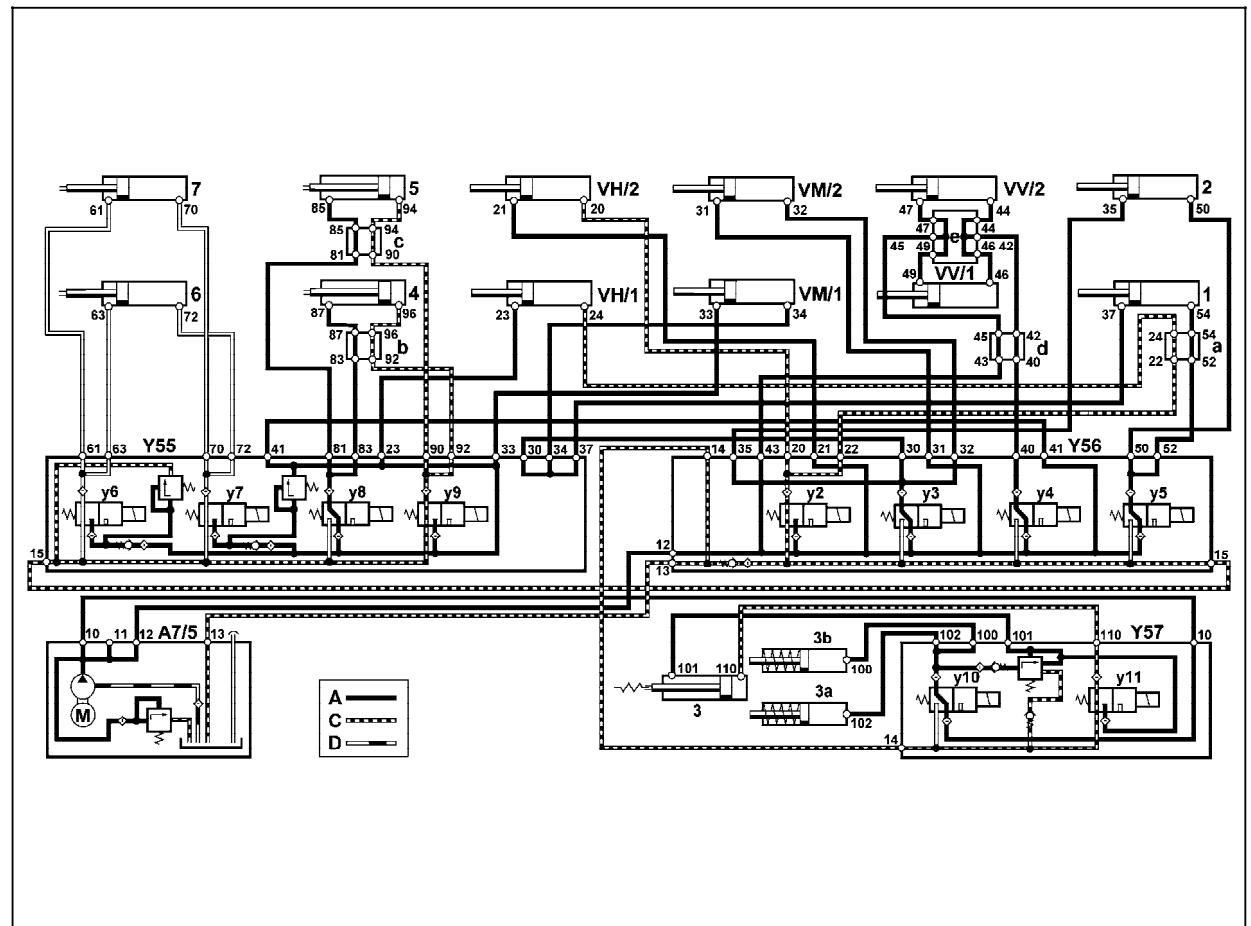 7 5 VH/2 VM/2 VV/2 2
61 70 85 94 21 20 31 32 47 44 35 50
85 94 47 44
c e
81 90 45 49 46 42
VV/1
6 4 VH/1 VM/1 49 46 1
63 72 87 96 23 24 33 34 37 54
87 96 45 42 24 54
b d a
83 92 43 40 22 52
61 63 Y55 70 72 41 81 83 23 90 92 33 30 34 37 14 35 43 20 21 22 30 31 32 40 41 Y56 50 52
y6 y7 y8 y9 y2 y3 y4 y5
15 12 15
13
10 11 12 A7/5 13 102 100 101 110 Y57 10
3b
101 110 100
y10 y11
3a
M A 3 102
C
D 14